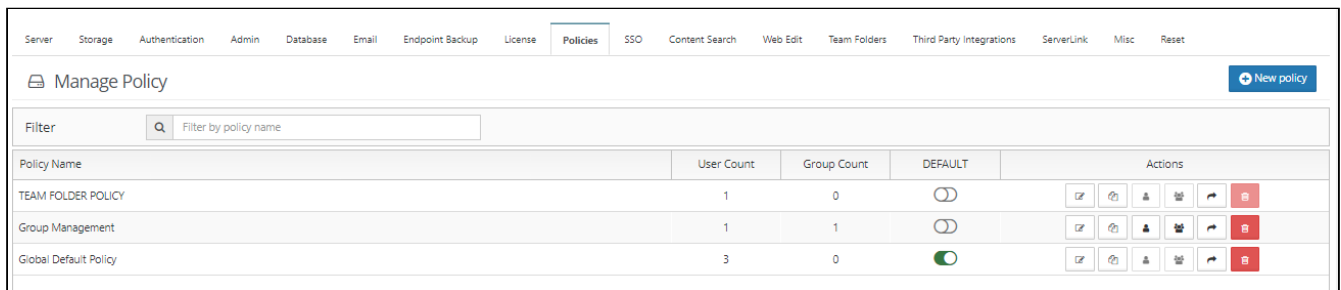 Server Storage Authentication Admin Database Email Endpoint Backup License Policies SSO Content Search Web Edit Team Folders Third Party Integrations ServerLink Misc Reset
Manage Policy New policy
Filter Filter by policy name
Policy Name User Count Group Count DEFAULT Actions
TEAM FOLDER POLICY 1 0
Group Management 1 1
Global Default Policy 3 0